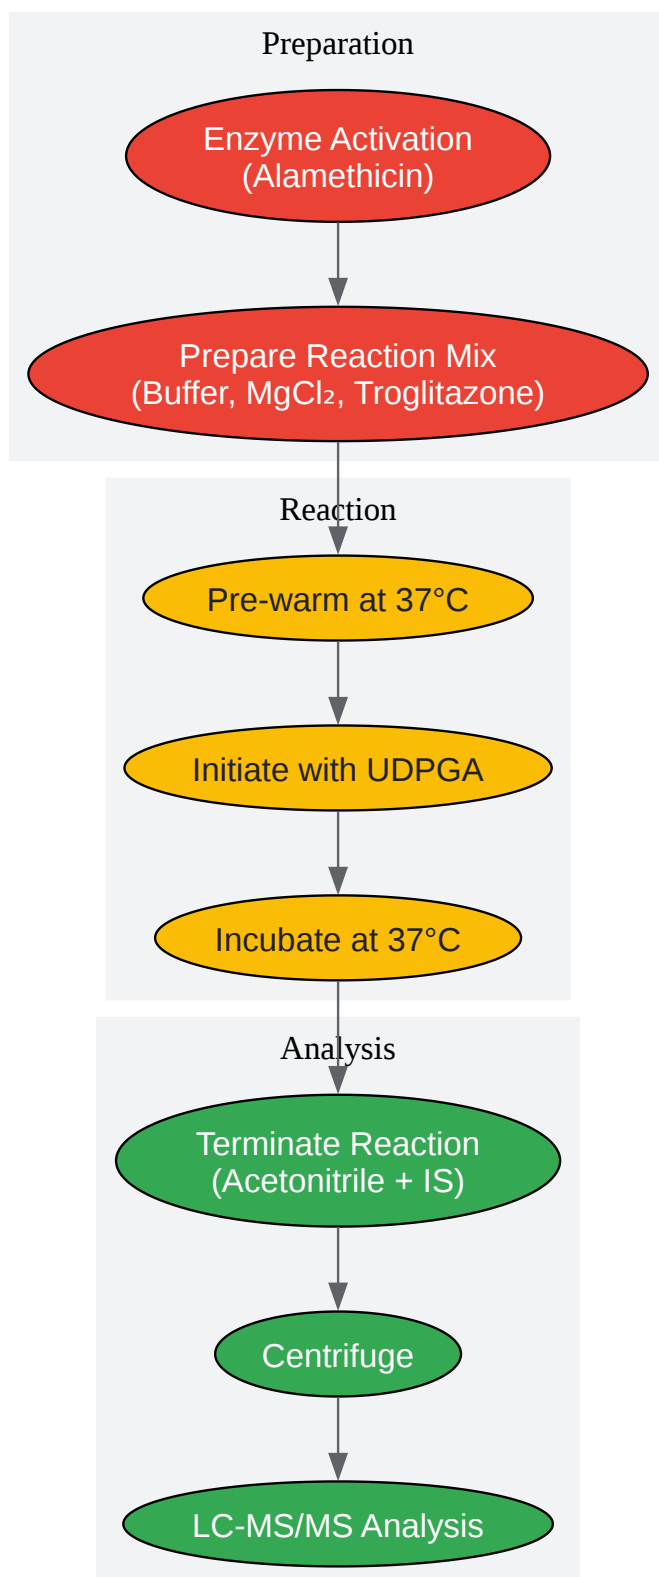 Preparation
Enzyme Activation
(Alamethicin)
Prepare Reaction Mix
(Buffer, MgCl₂, Troglitazone)
Reaction
Pre-warm at 37°C
Initiate with UDPGA
Incubate at 37°C
Analysis
Terminate Reaction
(Acetonitrile + IS)
Centrifuge
LC-MS/MS Analysis